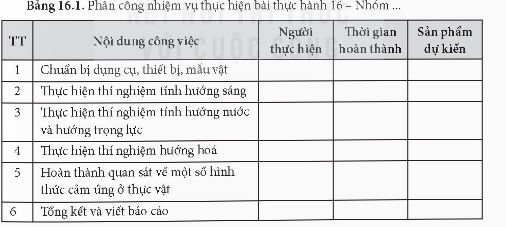 Bảng 16.1. Phân công nhiệm vụ thực hiện bài thực hành 16 – Nhóm ...
TT Nội dung công việc Người thực hiện Thời gian hoàn thành Sản phẩm dự kiến
1 Chuẩn bị dụng cụ, thiết bị, mẫu vật
2 Thực hiện thí nghiệm tính hướng sáng
3 Thực hiện thí nghiệm tính hướng nước
và hướng trọng lực
4 Thực hiện thí nghiệm hướng hoá
5 Hoàn thành quan sát về một số hình
thức cảm ứng ở thực vật
6 Tổng kết và viết báo cáo